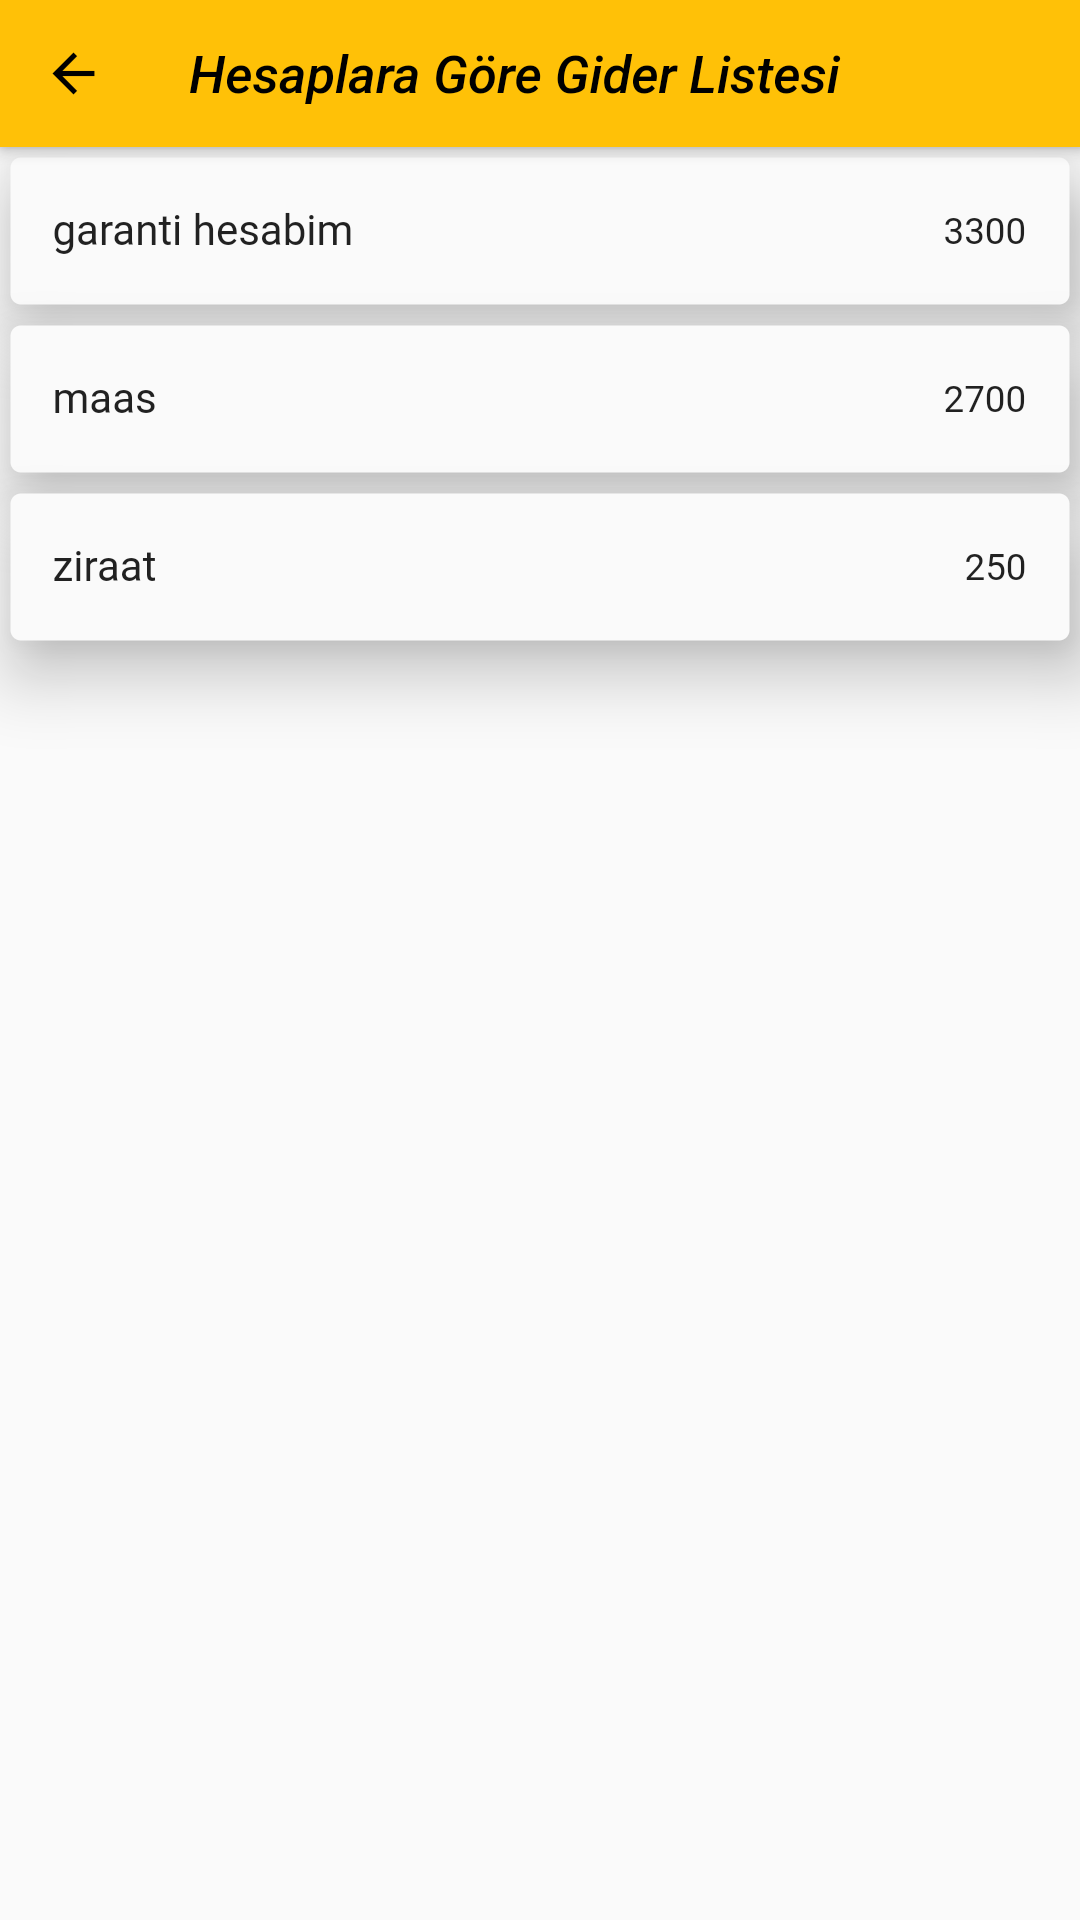 Hesaplara Göre Gider Listesi
garanti hesabim 3300
maas 2700
ziraat 250